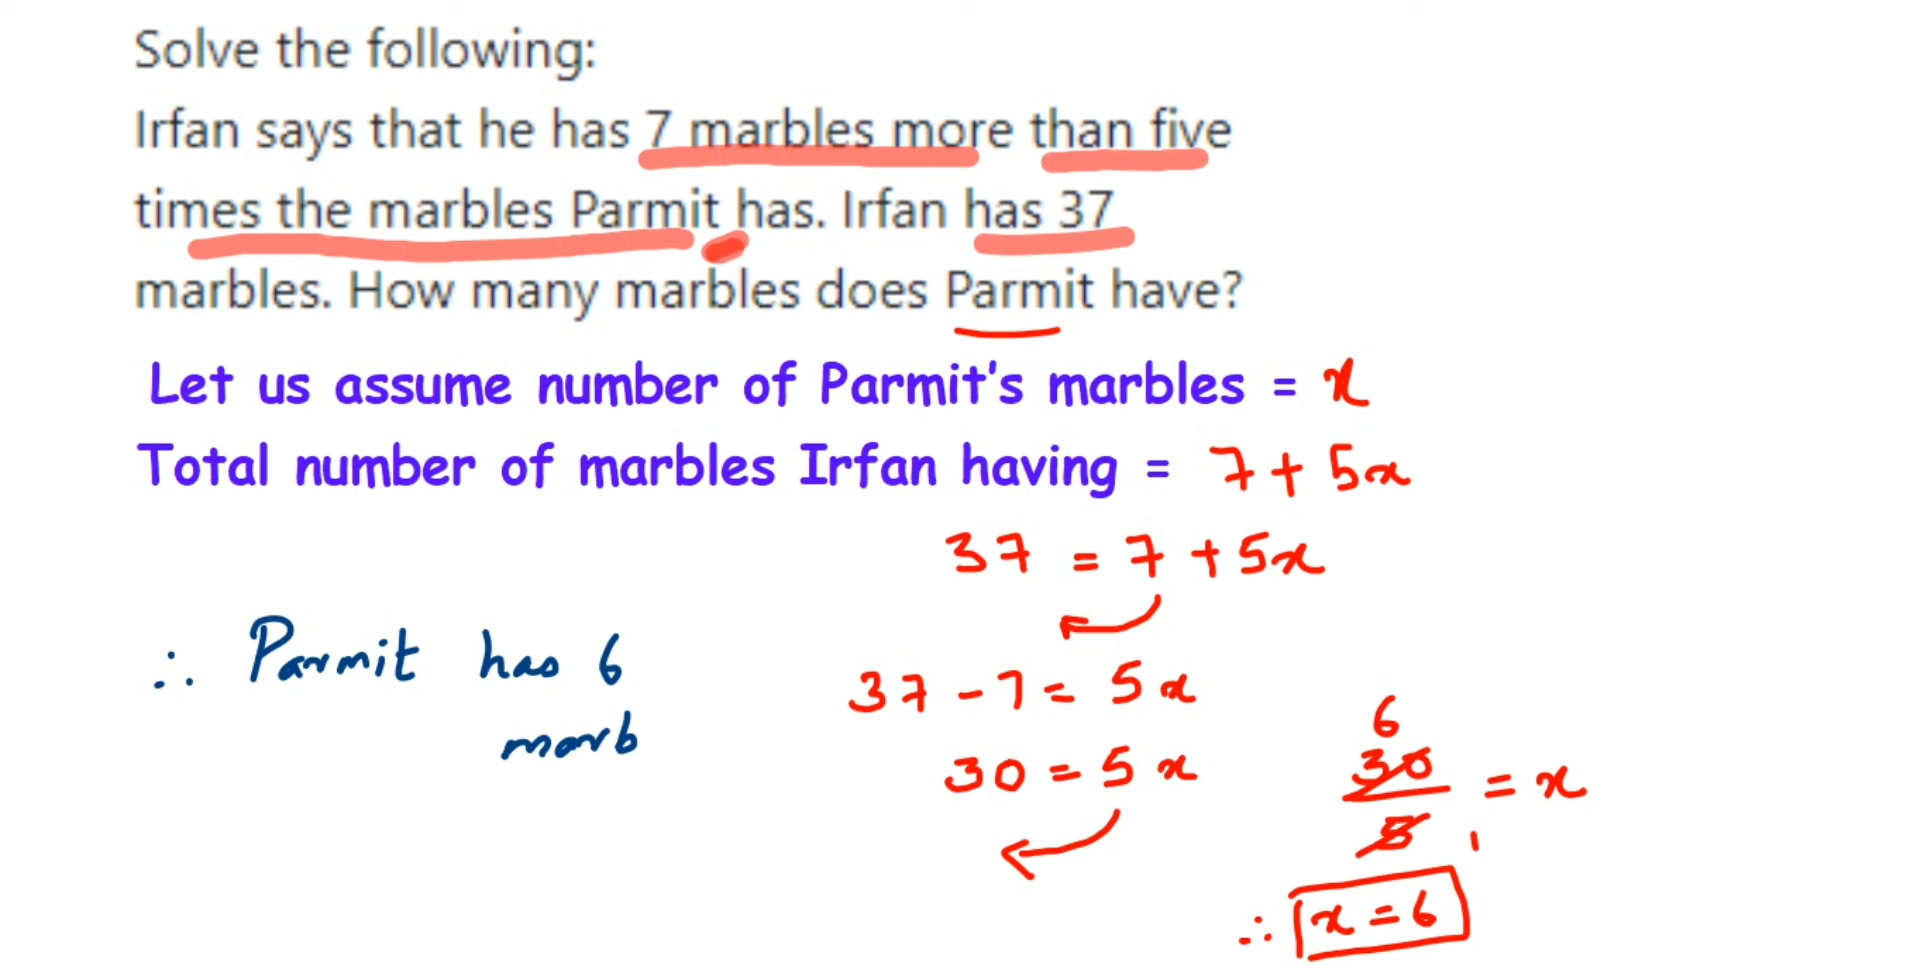 Solve the following:
Irfan says that he has 7 marbles more than five
times the marbles Parmit has. Irfan has 37
marbles. How many marbles does Parmit have?
Let us assume number of Parmit's marbles = x
Total number of marbles Irfan having = 7 + 5x
37 = 7 + 5x
37 - 7 = 5x
30 = 5x
6
30
5 1
= x
∴ x = 6
∴ Parmit has 6
marb